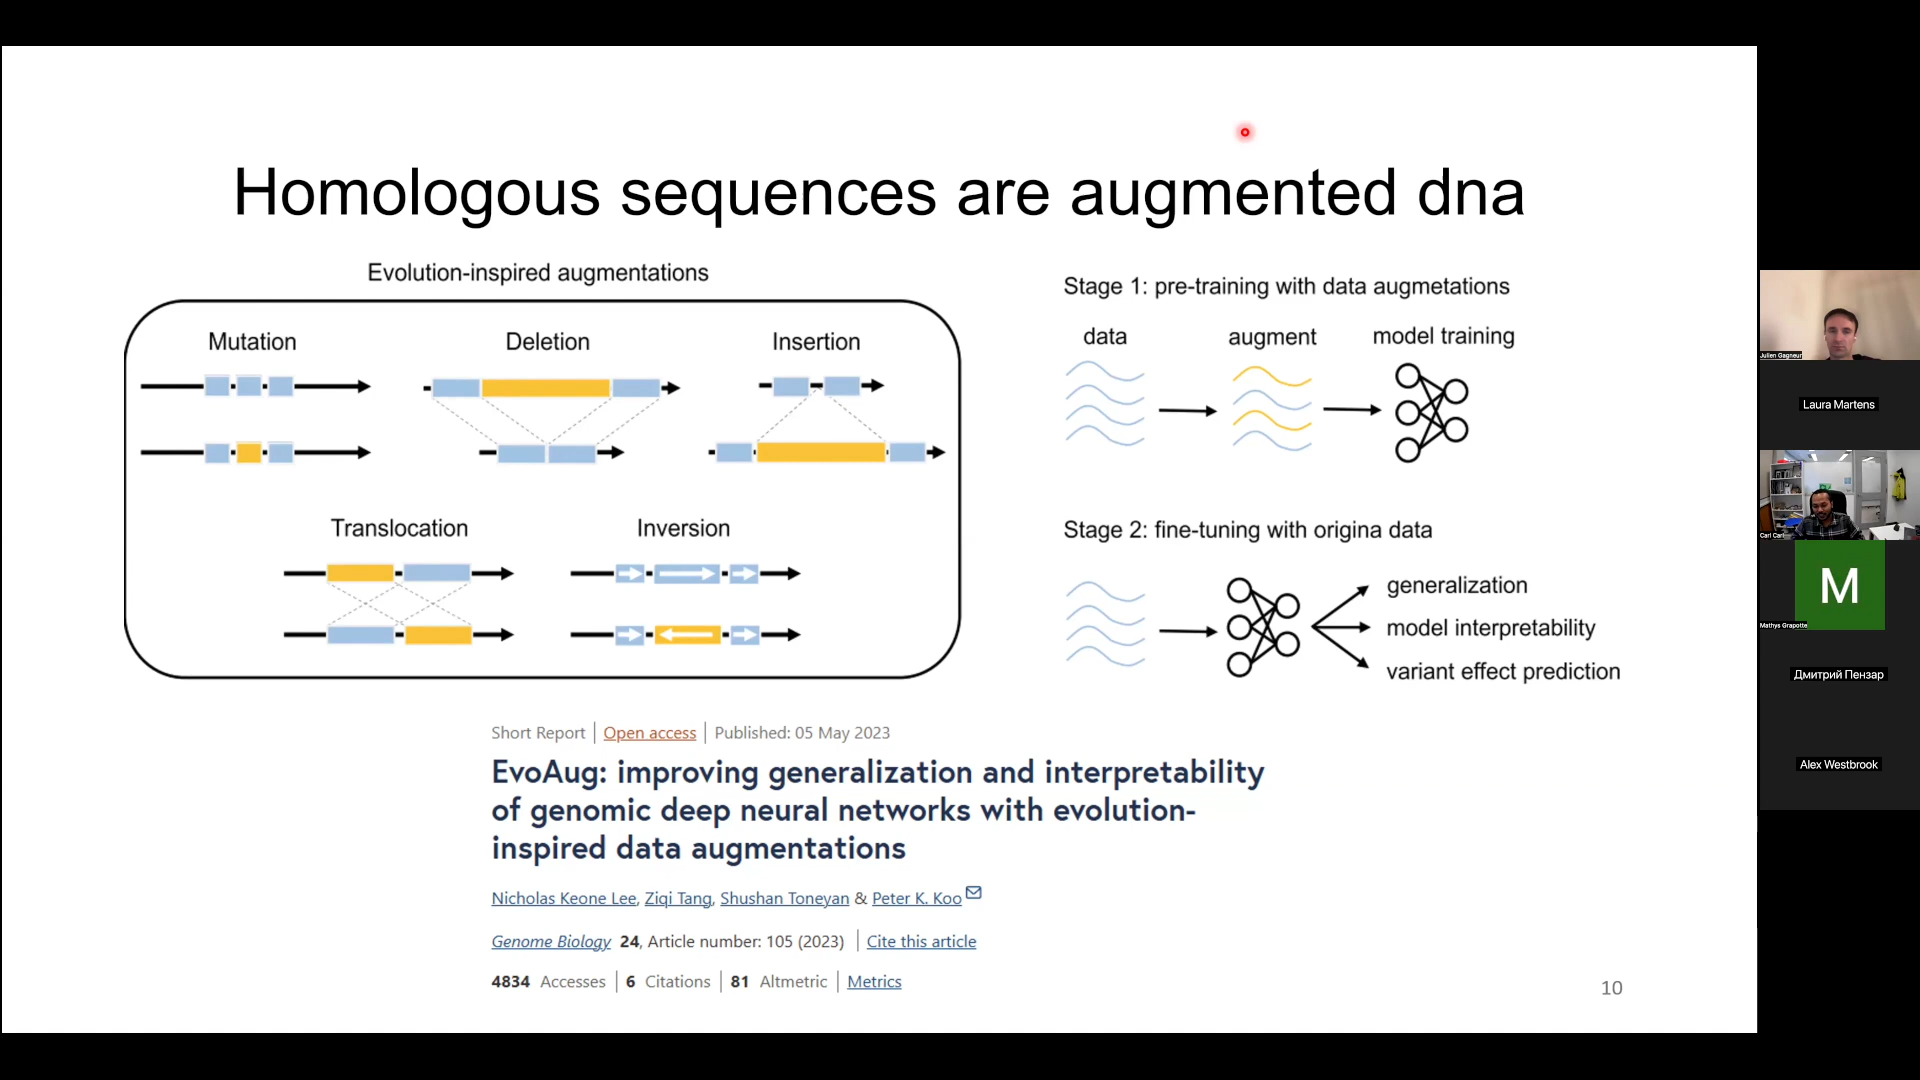 Homologous sequences are augmented dna
Evolution-inspired augmentations
Mutation
Deletion
Insertion
Translocation
Inversion
Stage 1: pre-training with data augmetations
data
augment
model training
Stage 2: fine-tuning with origina data
generalization
model interpretability
variant effect prediction
Short Report | Open access | Published: 05 May 2023
EvoAug: improving generalization and interpretability
of genomic deep neural networks with evolution-
inspired data augmentations
Nicholas Keone Lee, Ziqi Tang, Shushan Toneyan & Peter K. Koo
Genome Biology 24, Article number: 105 (2023) | Cite this article
4834 Accesses | 6 Citations | 81 Altmetric | Metrics
10
Julien Gagneur
Laura Martens
Carl
M
Mathys Grapotte
Дмитрий Пензар
Alex Westbrook